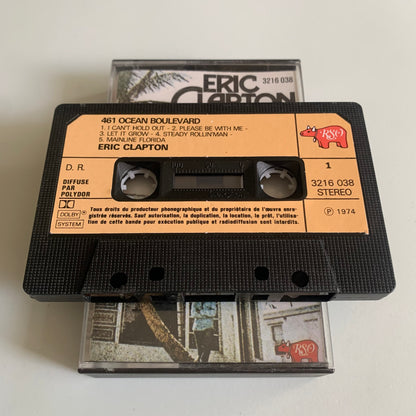 ERIC
3216 038
CLAPTON
461 OCEAN BOULEVARD
1. I CAN'T HOLD OUT - 2. PLEASE BE WITH ME -
3. LET IT GROW - 4. STEADY ROLLIN'MAN -
5. MAINLINE FLORIDA
ERIC CLAPTON
RSO
D. R.
1
DIFFUSE
PAR
POLYDOR
3216 038
STEREO
DOLBY
SYSTEM
Tous droits du producteur phonographique et du propriétaire de l'œuvre enre-
gistrée réservés. Sauf autorisation, la duplication, la location, le prêt, l'utilisa-
tion de cette bande pour exécution publique et radiodiffusion sont interdits.
Ⓟ 1974
RSO